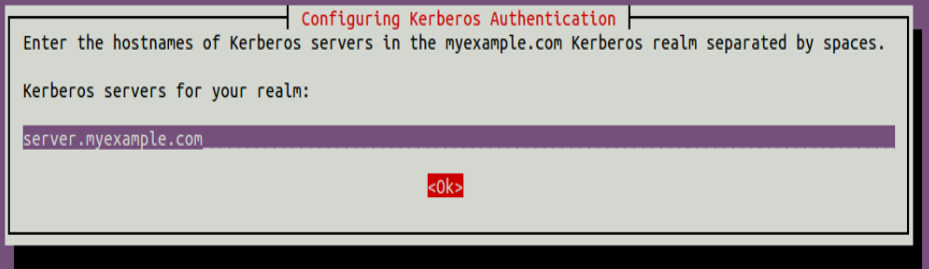 Configuring Kerberos Authentication
Enter the hostnames of Kerberos servers in the myexample.com Kerberos realm separated by spaces.
Kerberos servers for your realm:
server.myexample.com
<Ok>